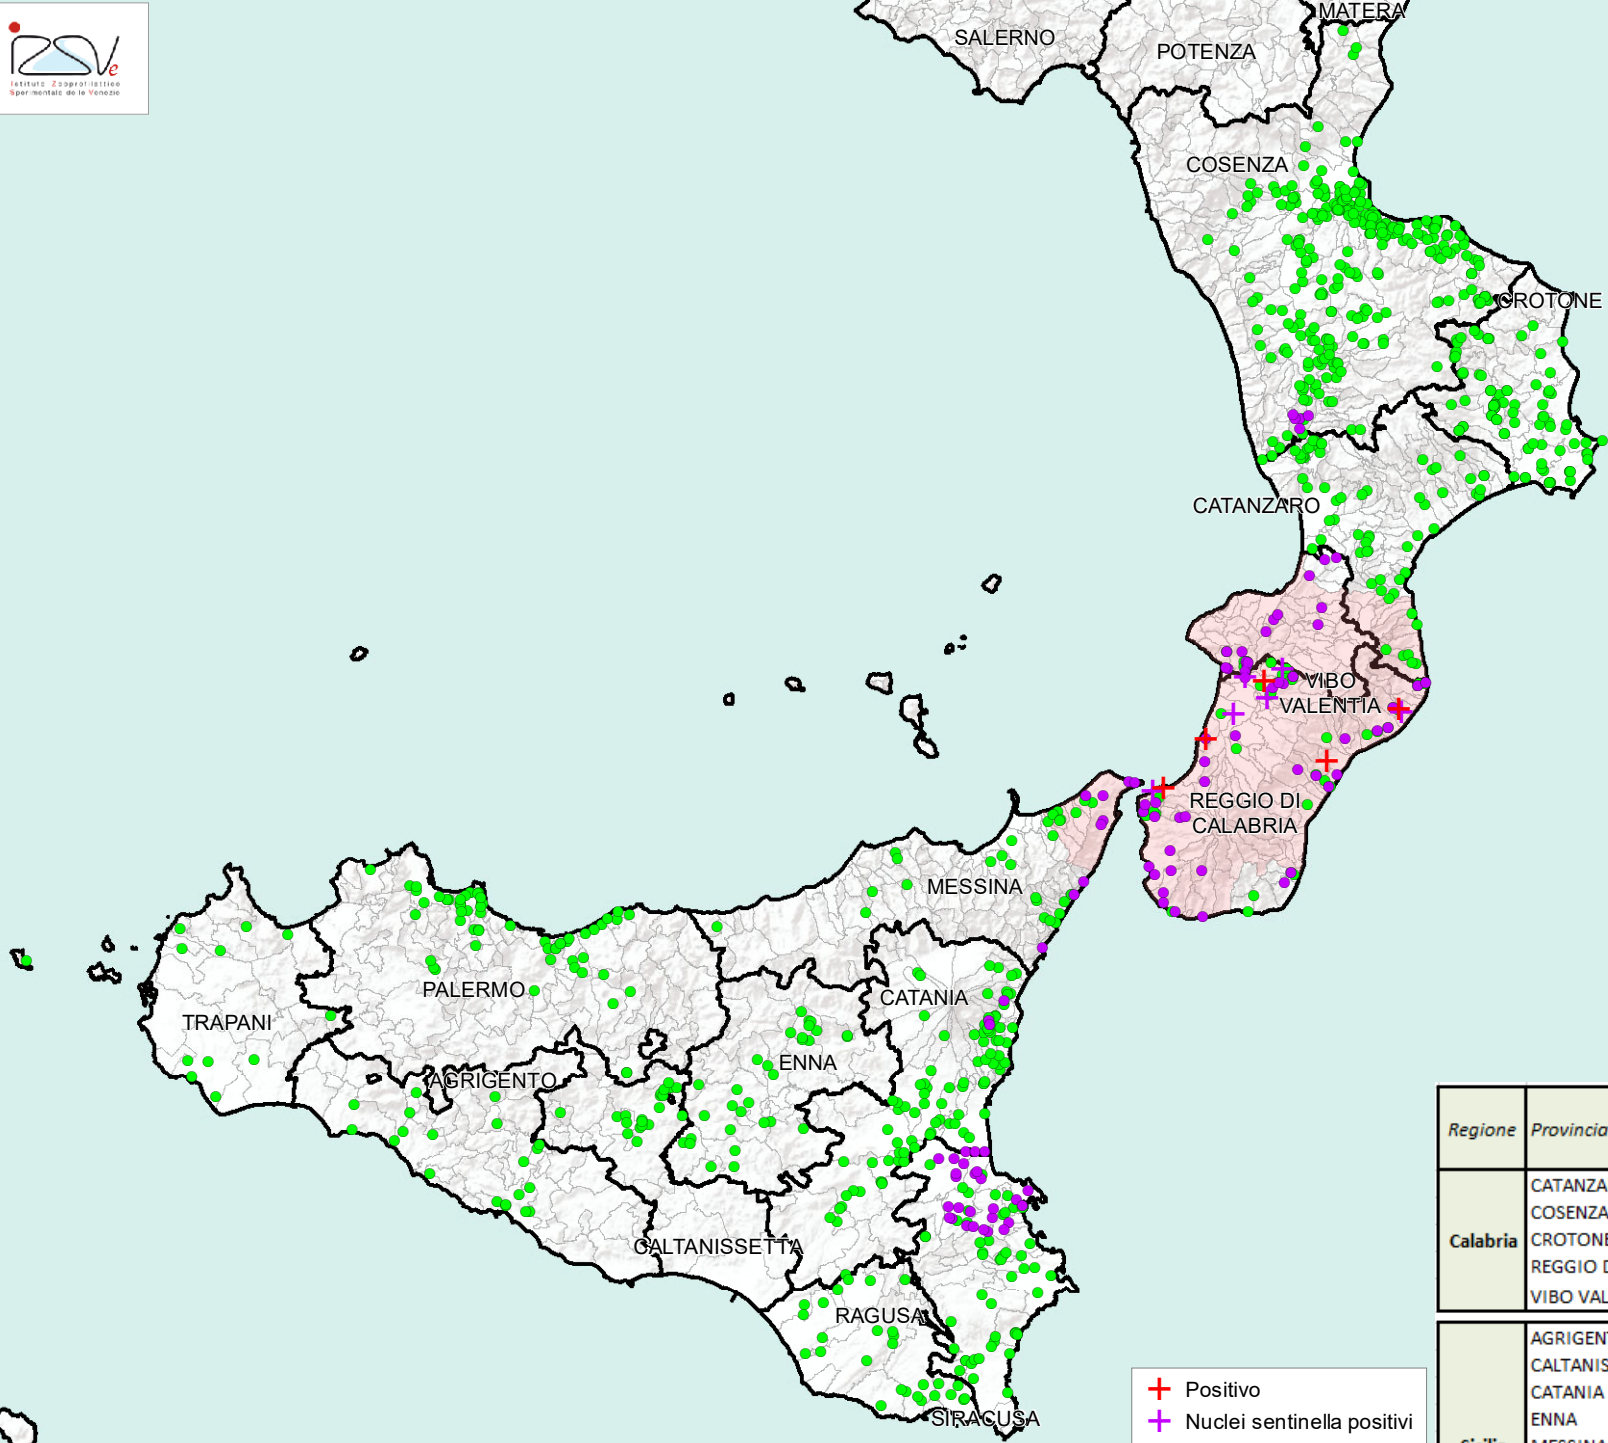 IZSVe
Istituto Zooprofilattico
Sperimentale delle Venezie
MATERA
SALERNO
POTENZA
COSENZA
CROTONE
CATANZARO
VIBO
VALENTIA
REGGIO DI
CALABRIA
MESSINA
CATANIA
PALERMO
TRAPANI
ENNA
AGRIGENTO
CALTANISSETTA
RAGUSA
SIRACUSA
Positivo
Nuclei sentinella positivi
Regione Provincia
Calabria
CATANZA
COSENZA
CROTONE
REGGIO D
VIBO VAL
AGRIGEN
CALTANIS
CATANIA
ENNA